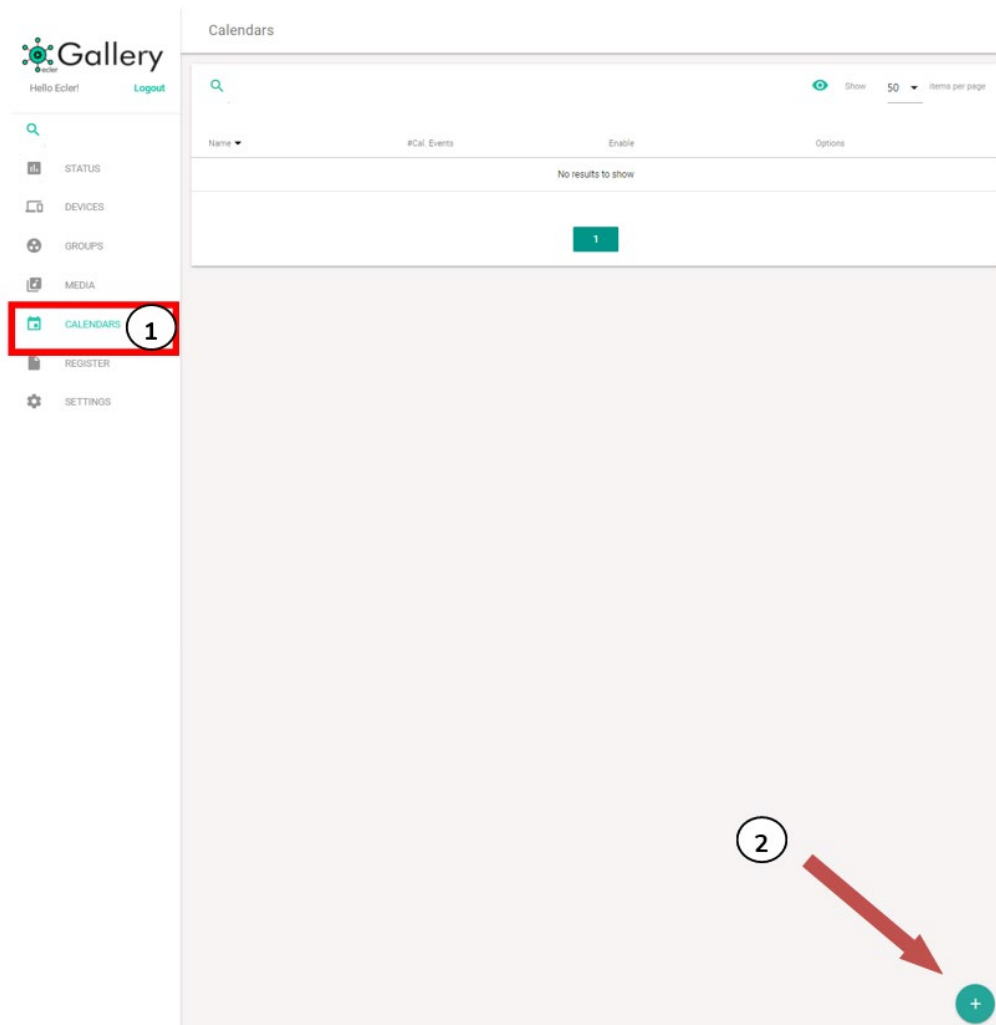 Calendars
Gallery
ecler
Hello Ecler! Logout
Show 50 items per page
STATUS
DEVICES
GROUPS
MEDIA
CALENDARS 1
REGISTER
SETTINGS
Name #Cal. Events Enable Options
No results to show
1
2
+